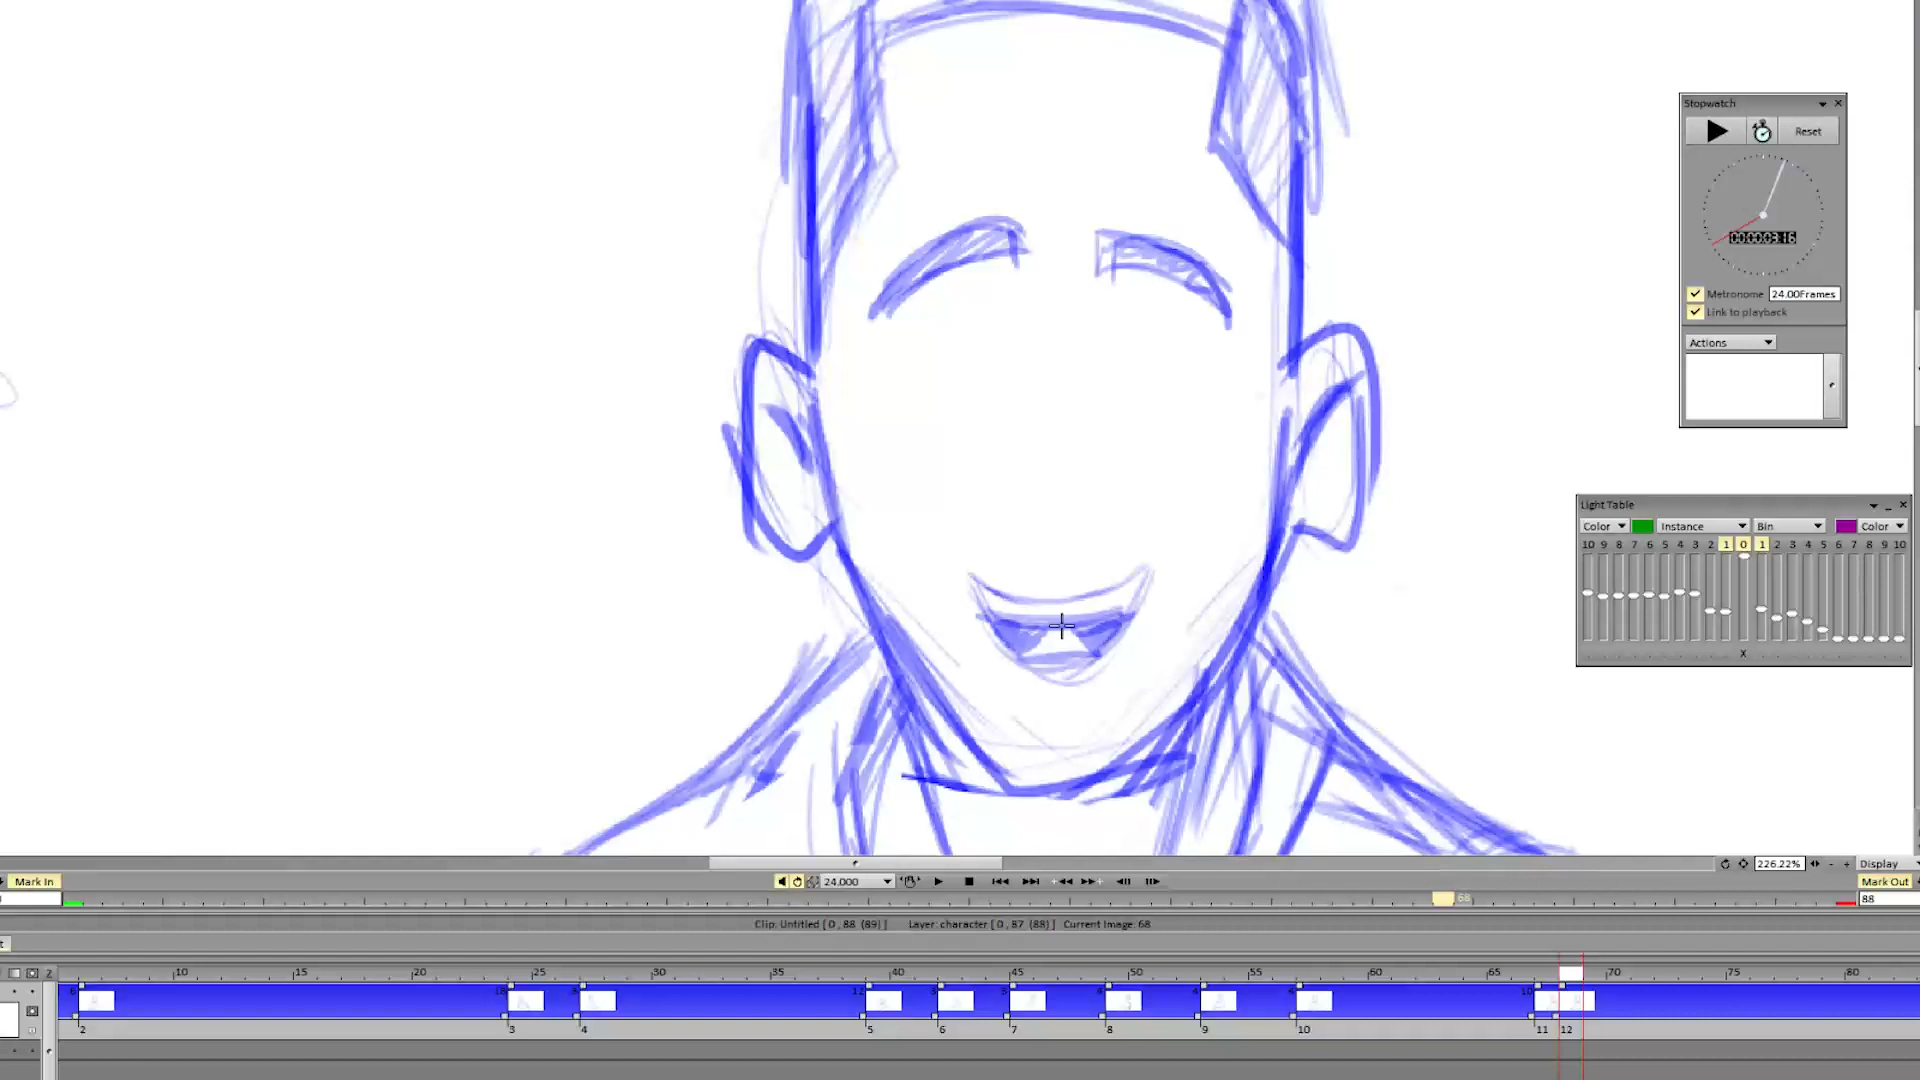 Stopwatch
Reset
00:00:03:16
Metronome 24.00Frames
Link to playback
Actions
Light Table
Color Instance Bin Color
10 9 8 7 6 5 4 3 2 1 0 1 2 3 4 5 6 7 8 9 10
X
226.22% - + Display
Mark In 24.000 Mark Out
68 88
Clip: Untitled [ 0 , 88 (89) ] Layer: character [ 0 , 87 (88) ] Current Image: 68
2 10 15 20 25 30 35 40 45 50 55 60 65 70 75 80
2 3 4 5 6 7 8 9 10 11 12